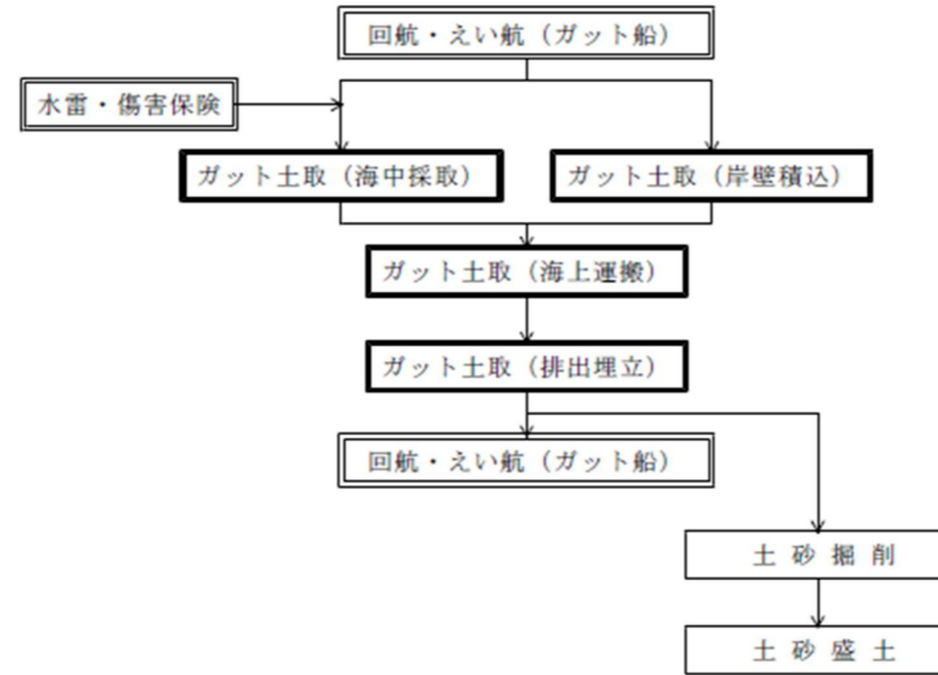 回航・えい航（ガット船）
水雷・傷害保険
ガット土取（海中採取）
ガット土取（岸壁積込）
ガット土取（海上運搬）
ガット土取（排出埋立）
回航・えい航（ガット船）
土砂掘削
土砂盛土